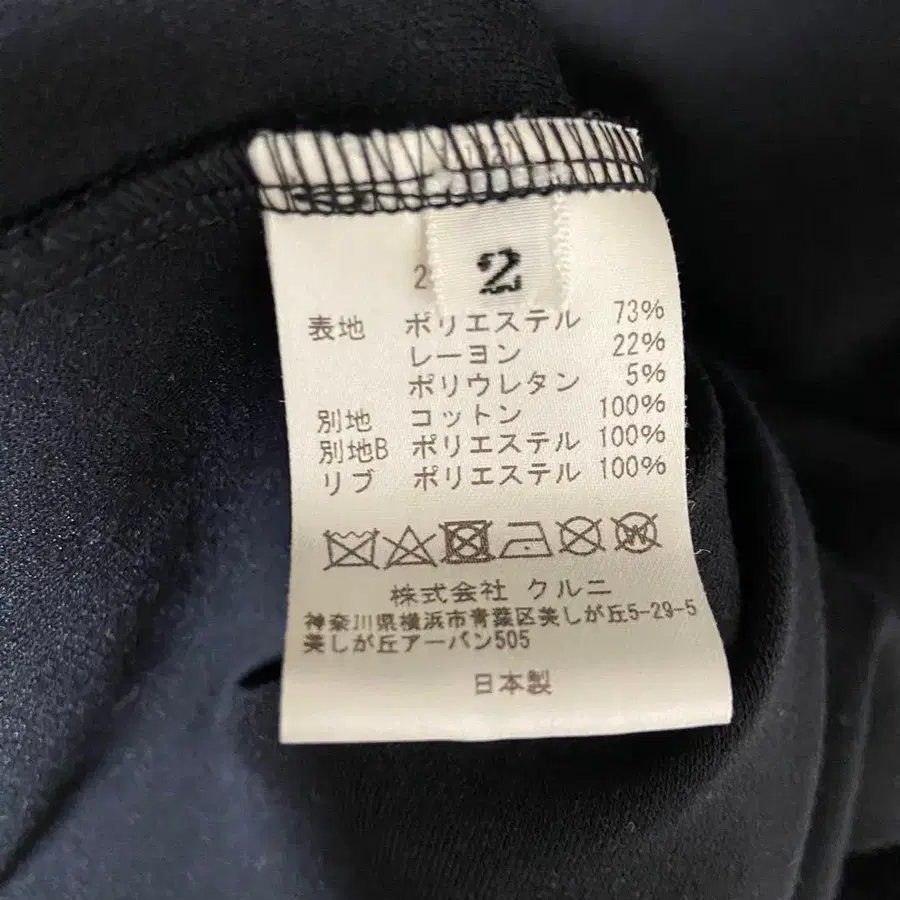 2
表地 ポリエステル 73%
レーヨン 22%
ポリウレタン 5%
別地 コットン 100%
別地B ポリエステル 100%
リブ ポリエステル 100%
株式会社 クルニ
神奈川県横浜市青葉区美しが丘5-29-5
美しが丘アーバン505
日本製